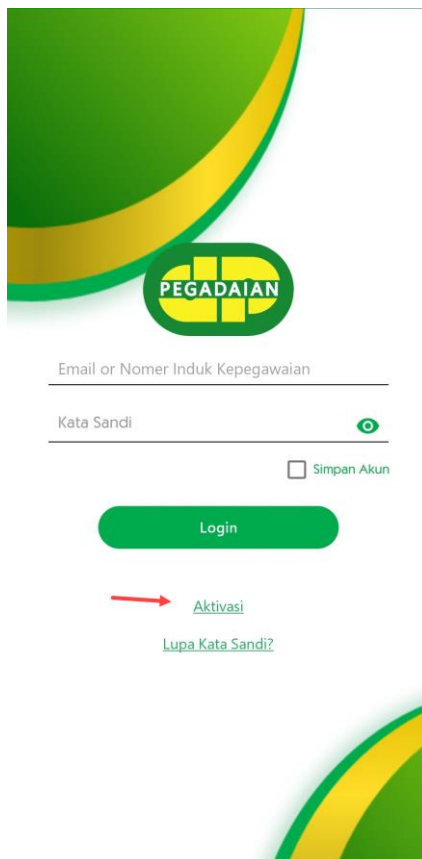 PEGADAIAN
Email or Nomer Induk Kepegawaian
Kata Sandi
Simpan Akun
Login
Aktivasi
Lupa Kata Sandi?